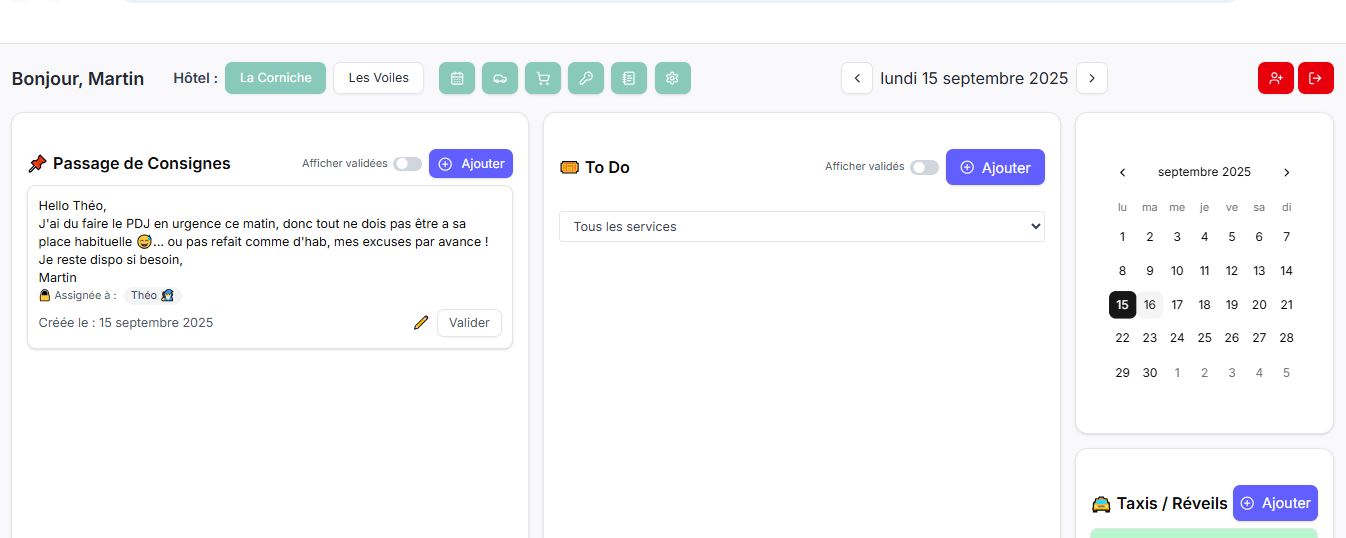 Bonjour, Martin
Hôtel :
La Corniche
Les Voiles
lundi 15 septembre 2025
Passage de Consignes
Afficher validées
Ajouter
Hello Théo,
J'ai du faire le PDJ en urgence ce matin, donc tout ne dois pas être a sa
place habituelle 😅... ou pas refait comme d'hab, mes excuses par avance !
Je reste dispo si besoin,
Martin
Assignée à :
Théo
Créée le : 15 septembre 2025
Valider
To Do
Afficher validés
Ajouter
Tous les services
septembre 2025
lu ma me je ve sa di
1 2 3 4 5 6 7
8 9 10 11 12 13 14
15 16 17 18 19 20 21
22 23 24 25 26 27 28
29 30 1 2 3 4 5
Taxis / Réveils
Ajouter